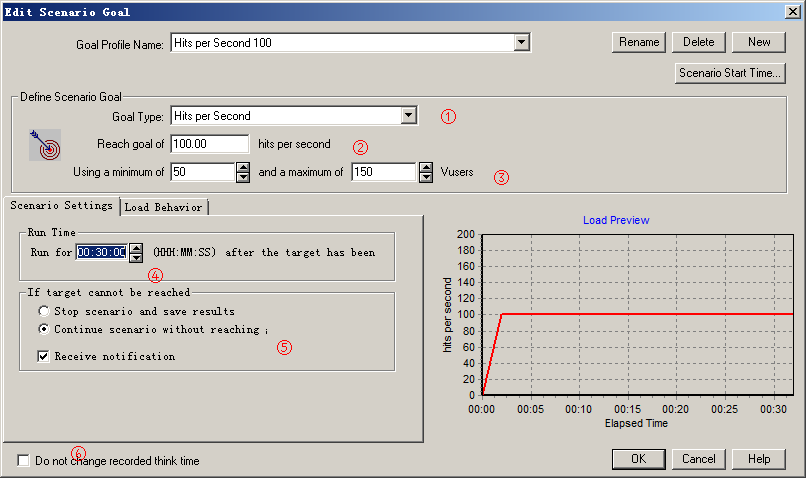 Edit Scenario Goal
Goal Profile Name: Hits per Second 100 Rename Delete New
Scenario Start Time...
Define Scenario Goal
Goal Type: Hits per Second ①
Reach goal of 100.00 hits per second ②
Using a minimum of 50 and a maximum of 150 Vusers ③
Scenario Settings Load Behavior
Run Time
Run for 00:30:00 (HHH:MM:SS) after the target has been
④
If target cannot be reached
Stop scenario and save results
Continue scenario without reaching
⑤
Receive notification
Load Preview
hits per second
200
180
160
140
120
100
80
60
40
20
0
00:00 00:05 00:10 00:15 00:20 00:25 00:30
Elapsed Time
⑥
Do not change recorded think time
OK Cancel Help